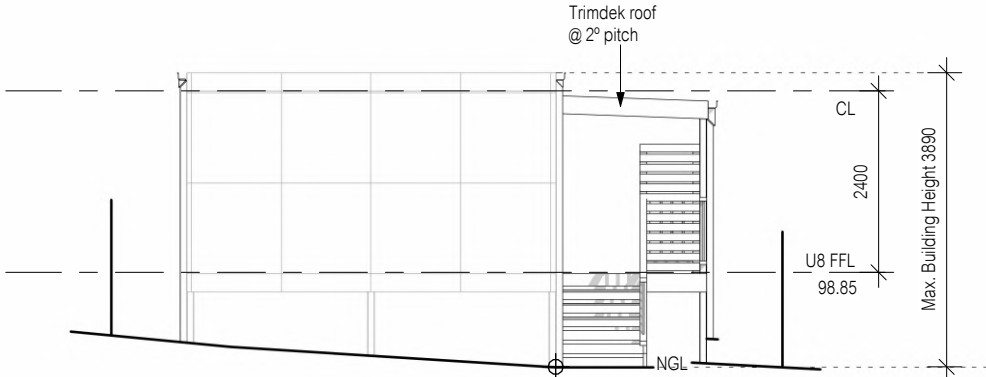 Trimdek roof
@ 2º pitch
CL
2400
Max. Building Height 3890
U8 FFL
98.85
NGL